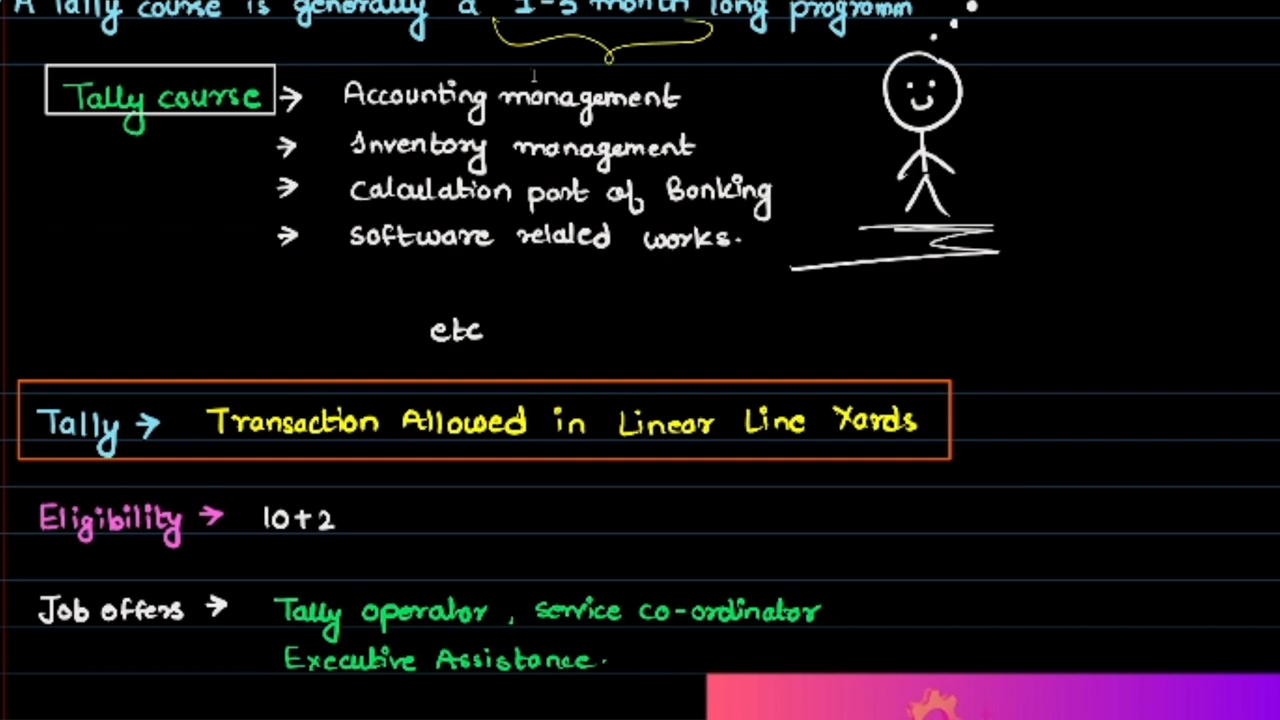 A Tally course is generally a 1-3 month long programm
Tally course → Accounting management
→ Inventory management
→ Calculation part of Banking
→ Software related works.
etc
Tally → Transaction Allowed in Linear Line Yards
Eligibility → 10+2
Job offers → Tally operator, service co-ordinator
Executive Assistance.